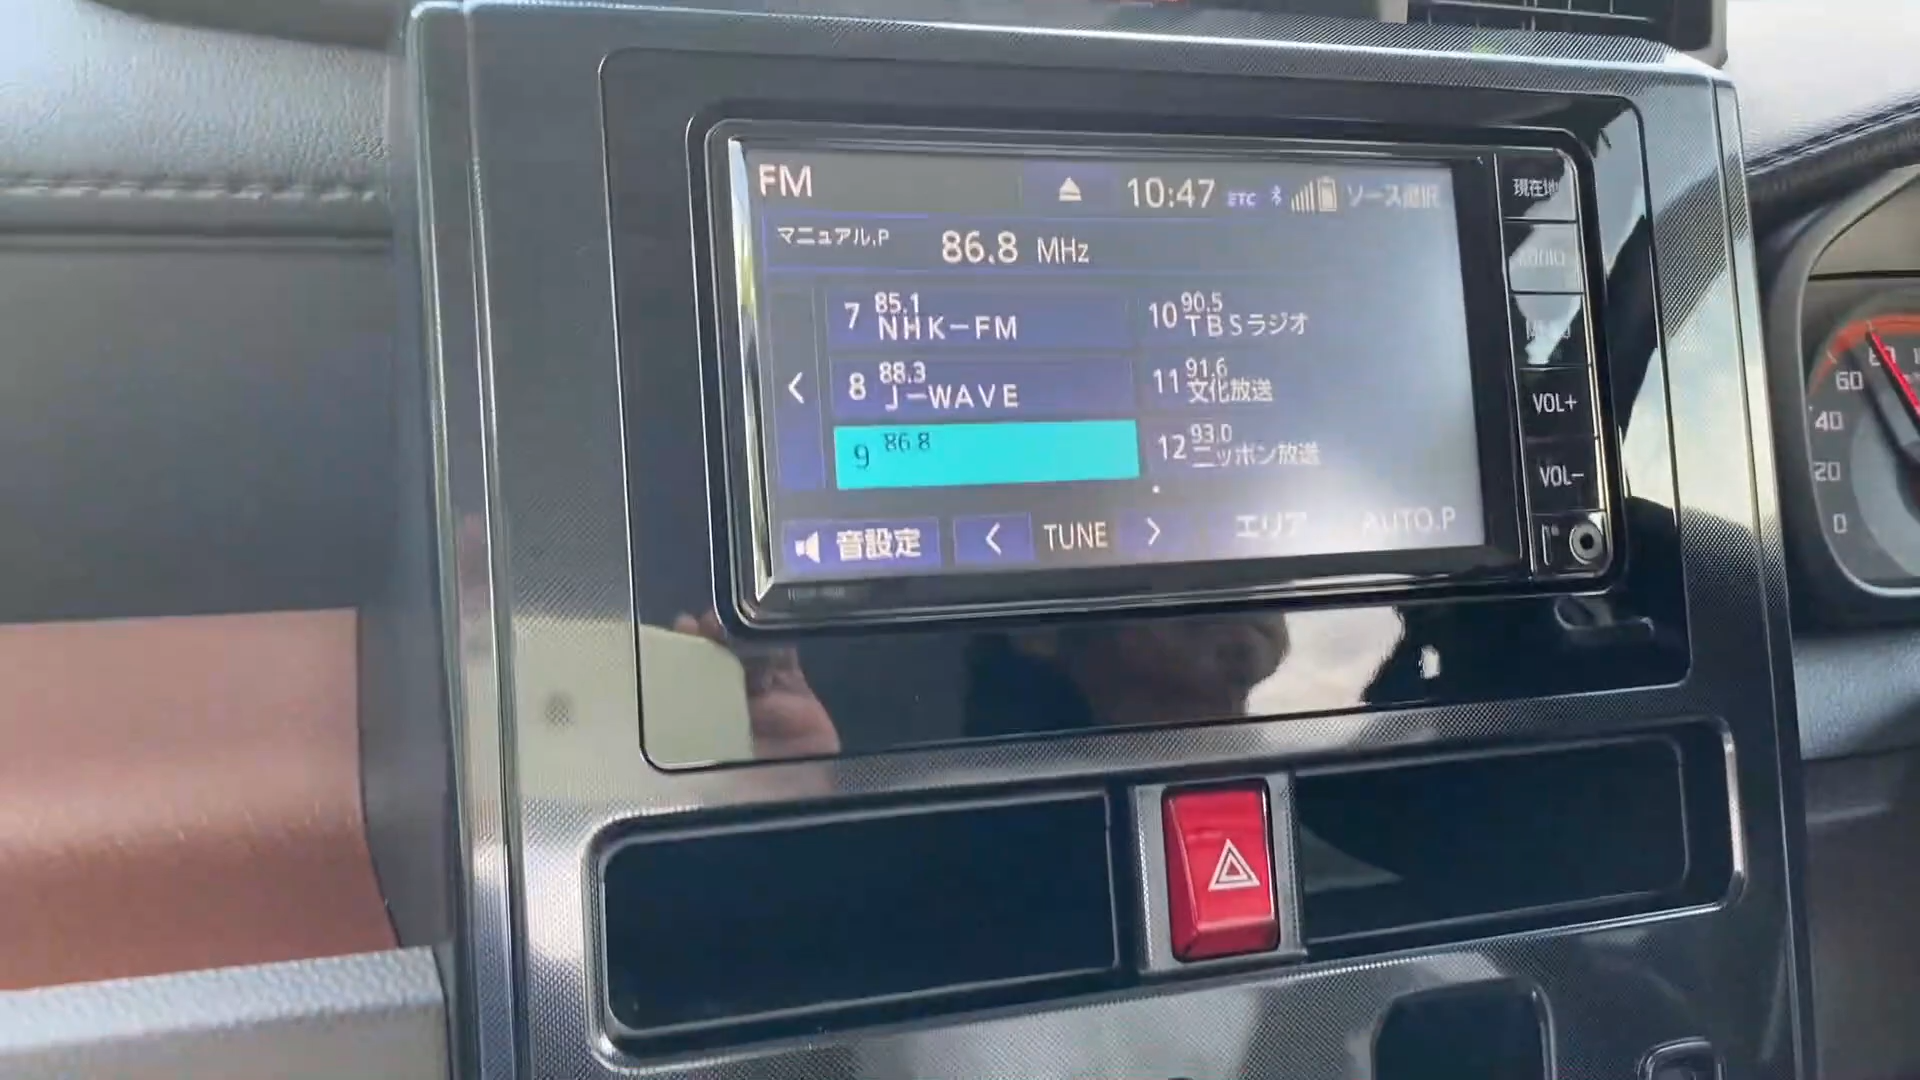 FM
10:47 ETC ソース選択
マニュアル.P 86.8 MHz
7 85.1 NHK-FM
8 88.3 J-WAVE
9 86.8
10 90.5 TBSラジオ
11 91.6 文化放送
12 93.0 ニッポン放送
音設定
TUNE
エリア
AUTO.P
現在地
AUDIO
VOL+
VOL-
80
60
40
20
0